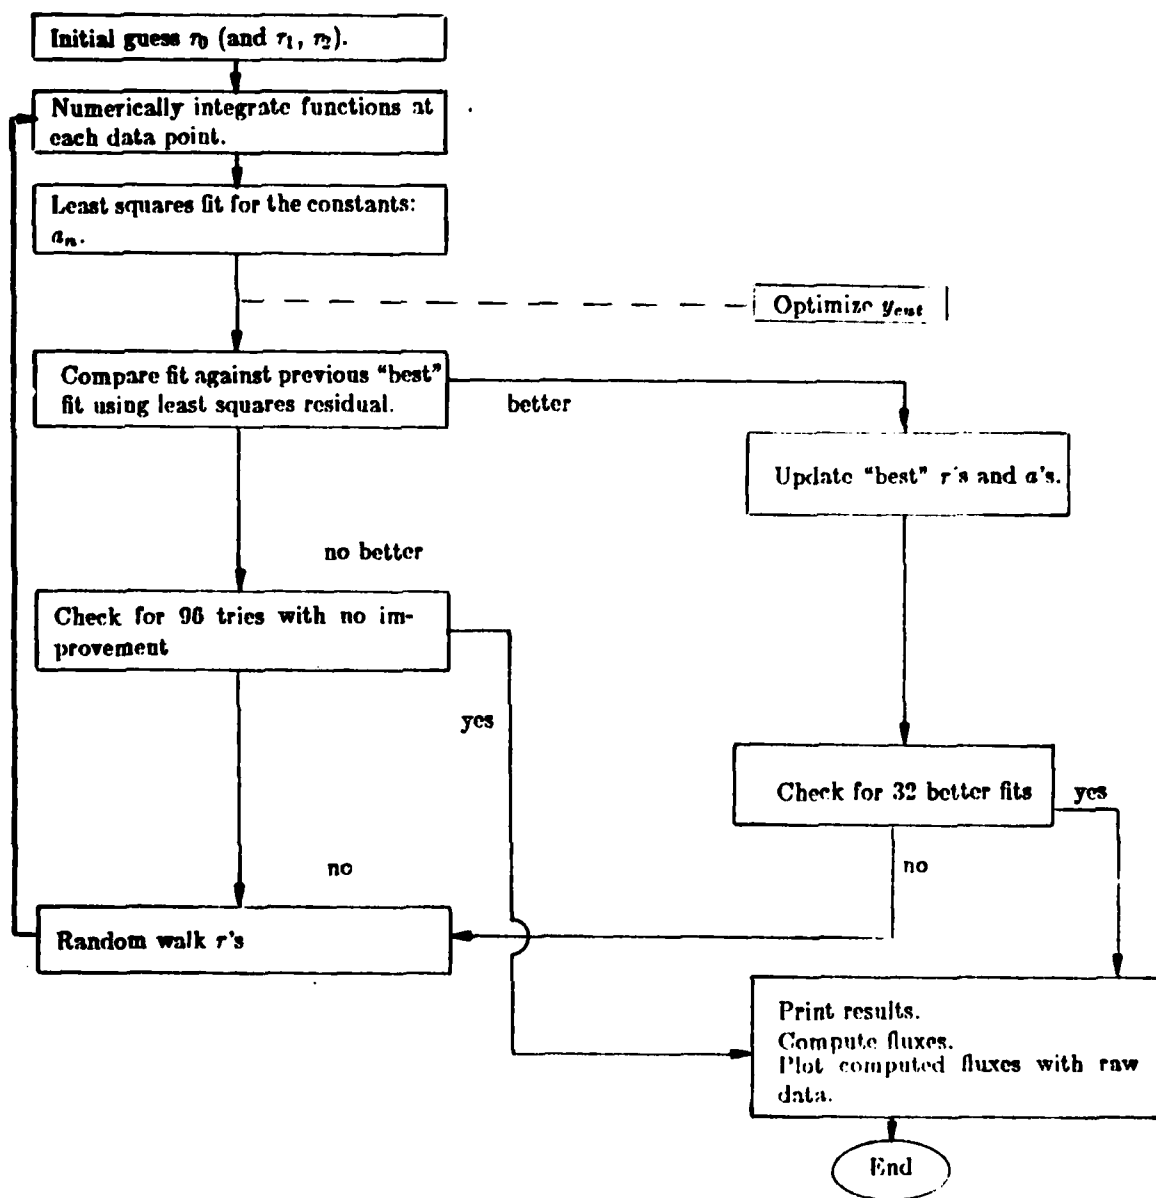 Initial guess r₀ (and r₁, r₂).
Numerically integrate functions at
each data point.
Least squares fit for the constants:
aₙ.
Optimize y
Compare fit against previous “best”
fit using least squares residual.
better
Update “best” r's and a's.
no better
Check for 96 tries with no im-
provement
yes
Check for 32 better fits
yes
no
no
Random walk r's
Print results.
Compute fluxes.
Plot computed fluxes with raw
data.
End